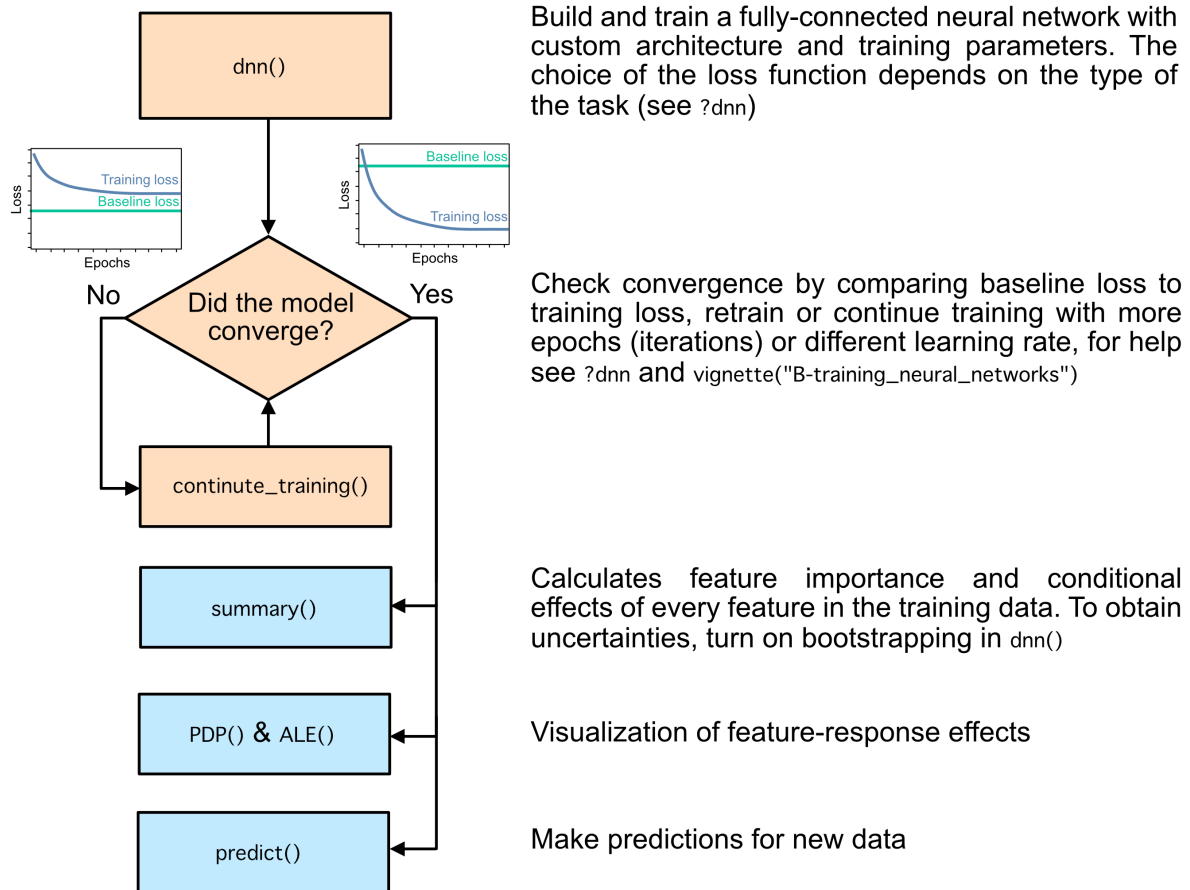 dnn()
Build and train a fully-connected neural network with
custom architecture and training parameters. The
choice of the loss function depends on the type of
the task (see ?dnn)
Loss
Training loss
Baseline loss
Epochs
Loss
Baseline loss
Training loss
Epochs
No
Did the model
converge?
Yes
Check convergence by comparing baseline loss to
training loss, retrain or continue training with more
epochs (iterations) or different learning rate, for help
see ?dnn and vignette("B-training_neural_networks")
continute_training()
summary()
Calculates feature importance and conditional
effects of every feature in the training data. To obtain
uncertainties, turn on bootstrapping in dnn()
PDP() & ALE()
Visualization of feature-response effects
predict()
Make predictions for new data